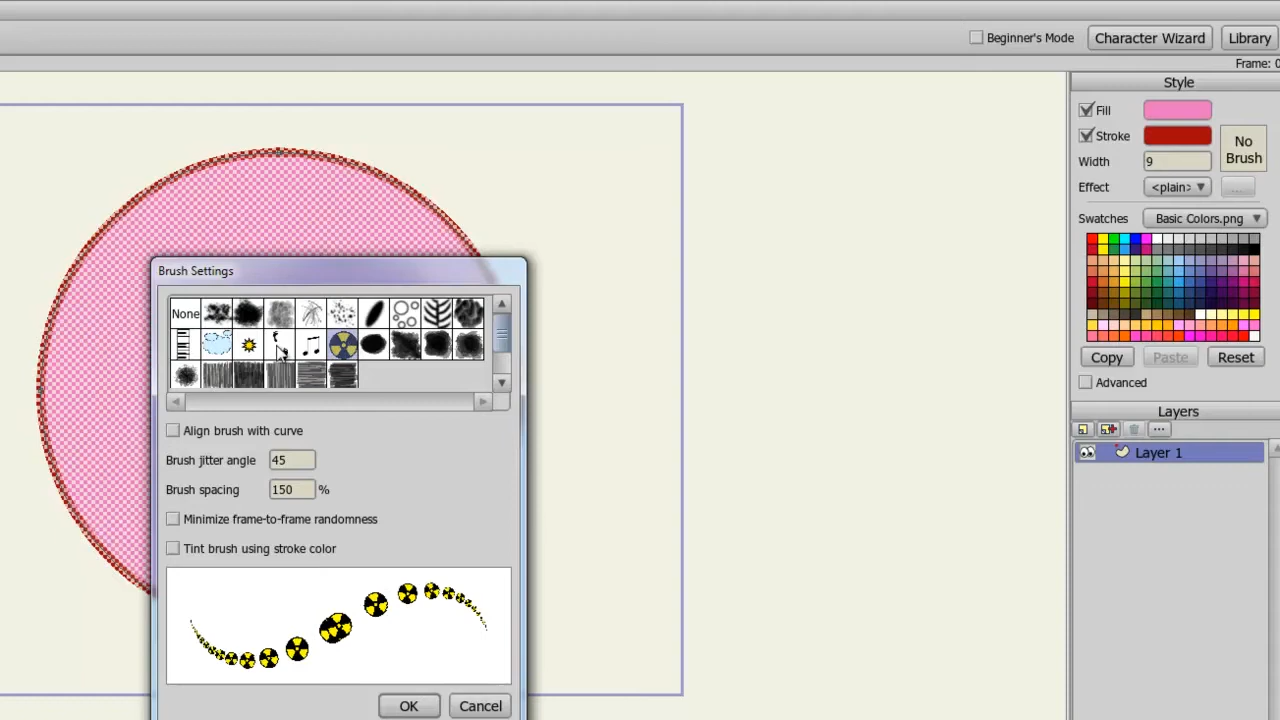 Beginner's Mode
Character Wizard
Library
Frame: 0
Style
Fill
Stroke
No Brush
Width 9
Effect <plain> ...
Swatches Basic Colors.png
Copy Paste Reset
Advanced
Layers
...
Layer 1
Brush Settings
None
Align brush with curve
Brush jitter angle 45
Brush spacing 150 %
Minimize frame-to-frame randomness
Tint brush using stroke color
OK Cancel